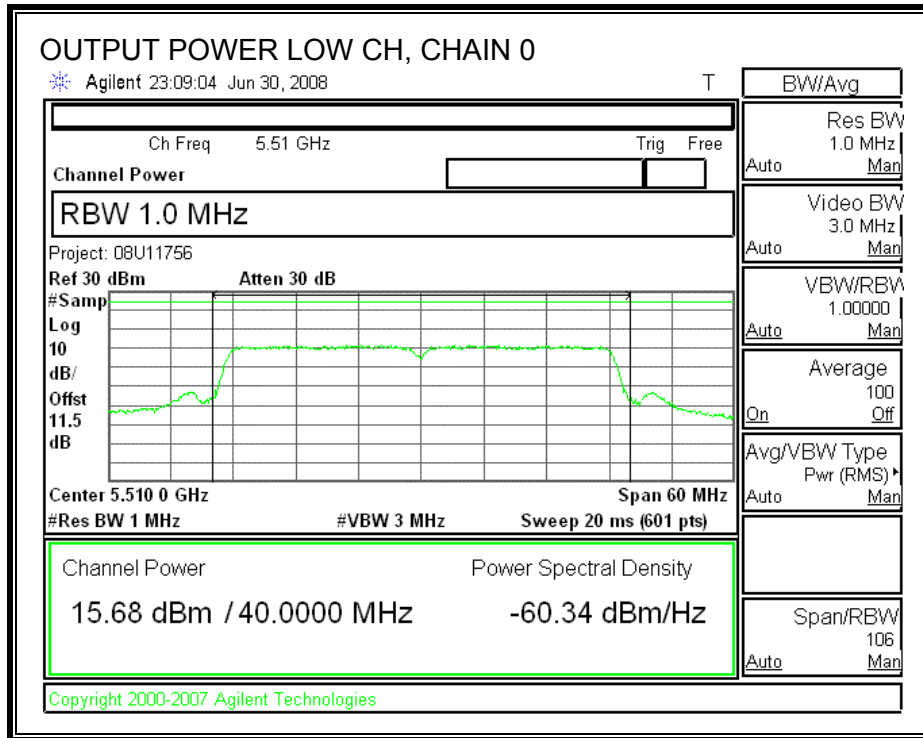 OUTPUT POWER LOW CH, CHAIN 0
Agilent 23:09:04 Jun 30, 2008 T
Ch Freq 5.51 GHz Trig Free
Channel Power
RBW 1.0 MHz
Project: 08U11756
Ref 30 dBm Atten 30 dB
#Samp
Log
10
dB/
Offst
11.5
dB
Center 5.510 0 GHz Span 60 MHz
#Res BW 1 MHz #VBW 3 MHz Sweep 20 ms (601 pts)
Channel Power Power Spectral Density
15.68 dBm / 40.0000 MHz -60.34 dBm/Hz
Copyright 2000-2007 Agilent Technologies
BW/Avg
Res BW
1.0 MHz
Auto Man
Video BW
3.0 MHz
Auto Man
VBW/RBW
1.00000
Auto Man
Average
100
On Off
Avg/VBW Type
Pwr (RMS)
Auto Man
Span/RBW
106
Auto Man